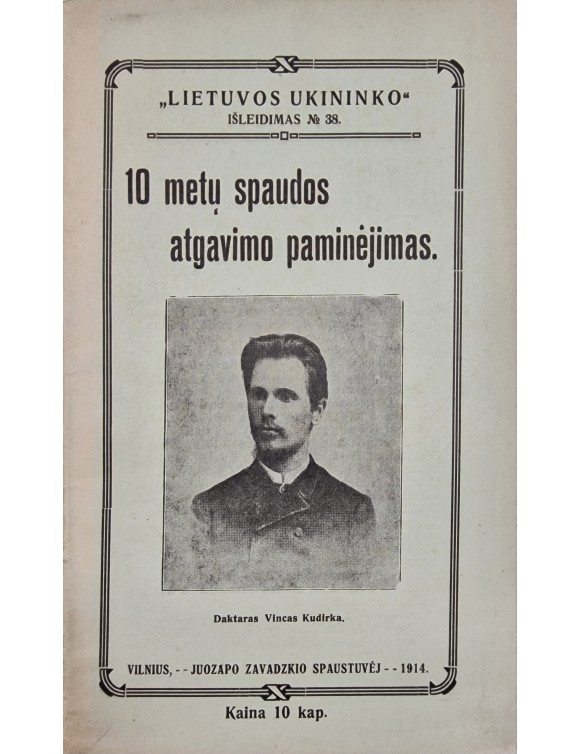 „LIETUVOS UKININKO“
IŠLEIDIMAS № 38.
10 metų spaudos
atgavimo paminėjimas.
Daktaras Vincas Kudirka.
VILNIUS, -- JUOZAPO ZAVADZKIO SPAUSTUVĖJ -- 1914.
Kaina 10 kap.